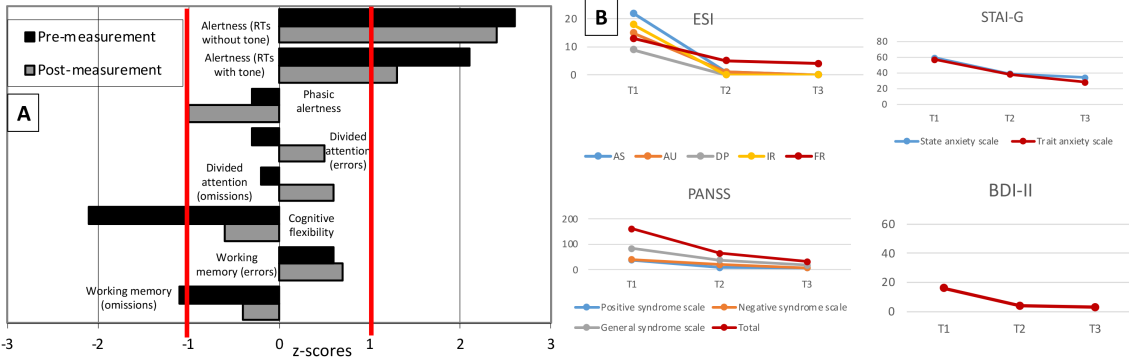 Pre-measurement
Post-measurement
A
Alertness (RTs
without tone)
Alertness (RTs
with tone)
Phasic
alertness
Divided
attention
(errors)
Divided
attention
(omissions)
Cognitive
flexibility
Working
memory (errors)
Working memory
(omissions)
-3 -2 -1 0 1 2 3
z-scores
B
ESI
20
10
0
T1 T2 T3
AS AU DP IR FR
STAI-G
80
60
40
20
0
T1 T2 T3
State anxiety scale Trait anxiety scale
PANSS
200
100
0
T1 T2 T3
Positive syndrome scale Negative syndrome scale
General syndrome scale Total
BDI-II
60
40
20
0
T1 T2 T3